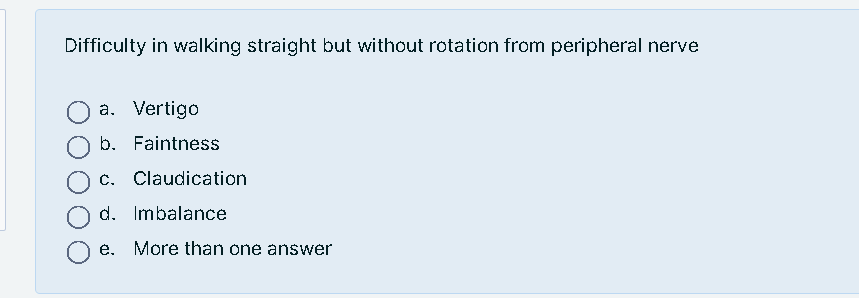 Difficulty in walking straight but without rotation from peripheral nerve
a. Vertigo
b. Faintness
c. Claudication
d. Imbalance
e. More than one answer